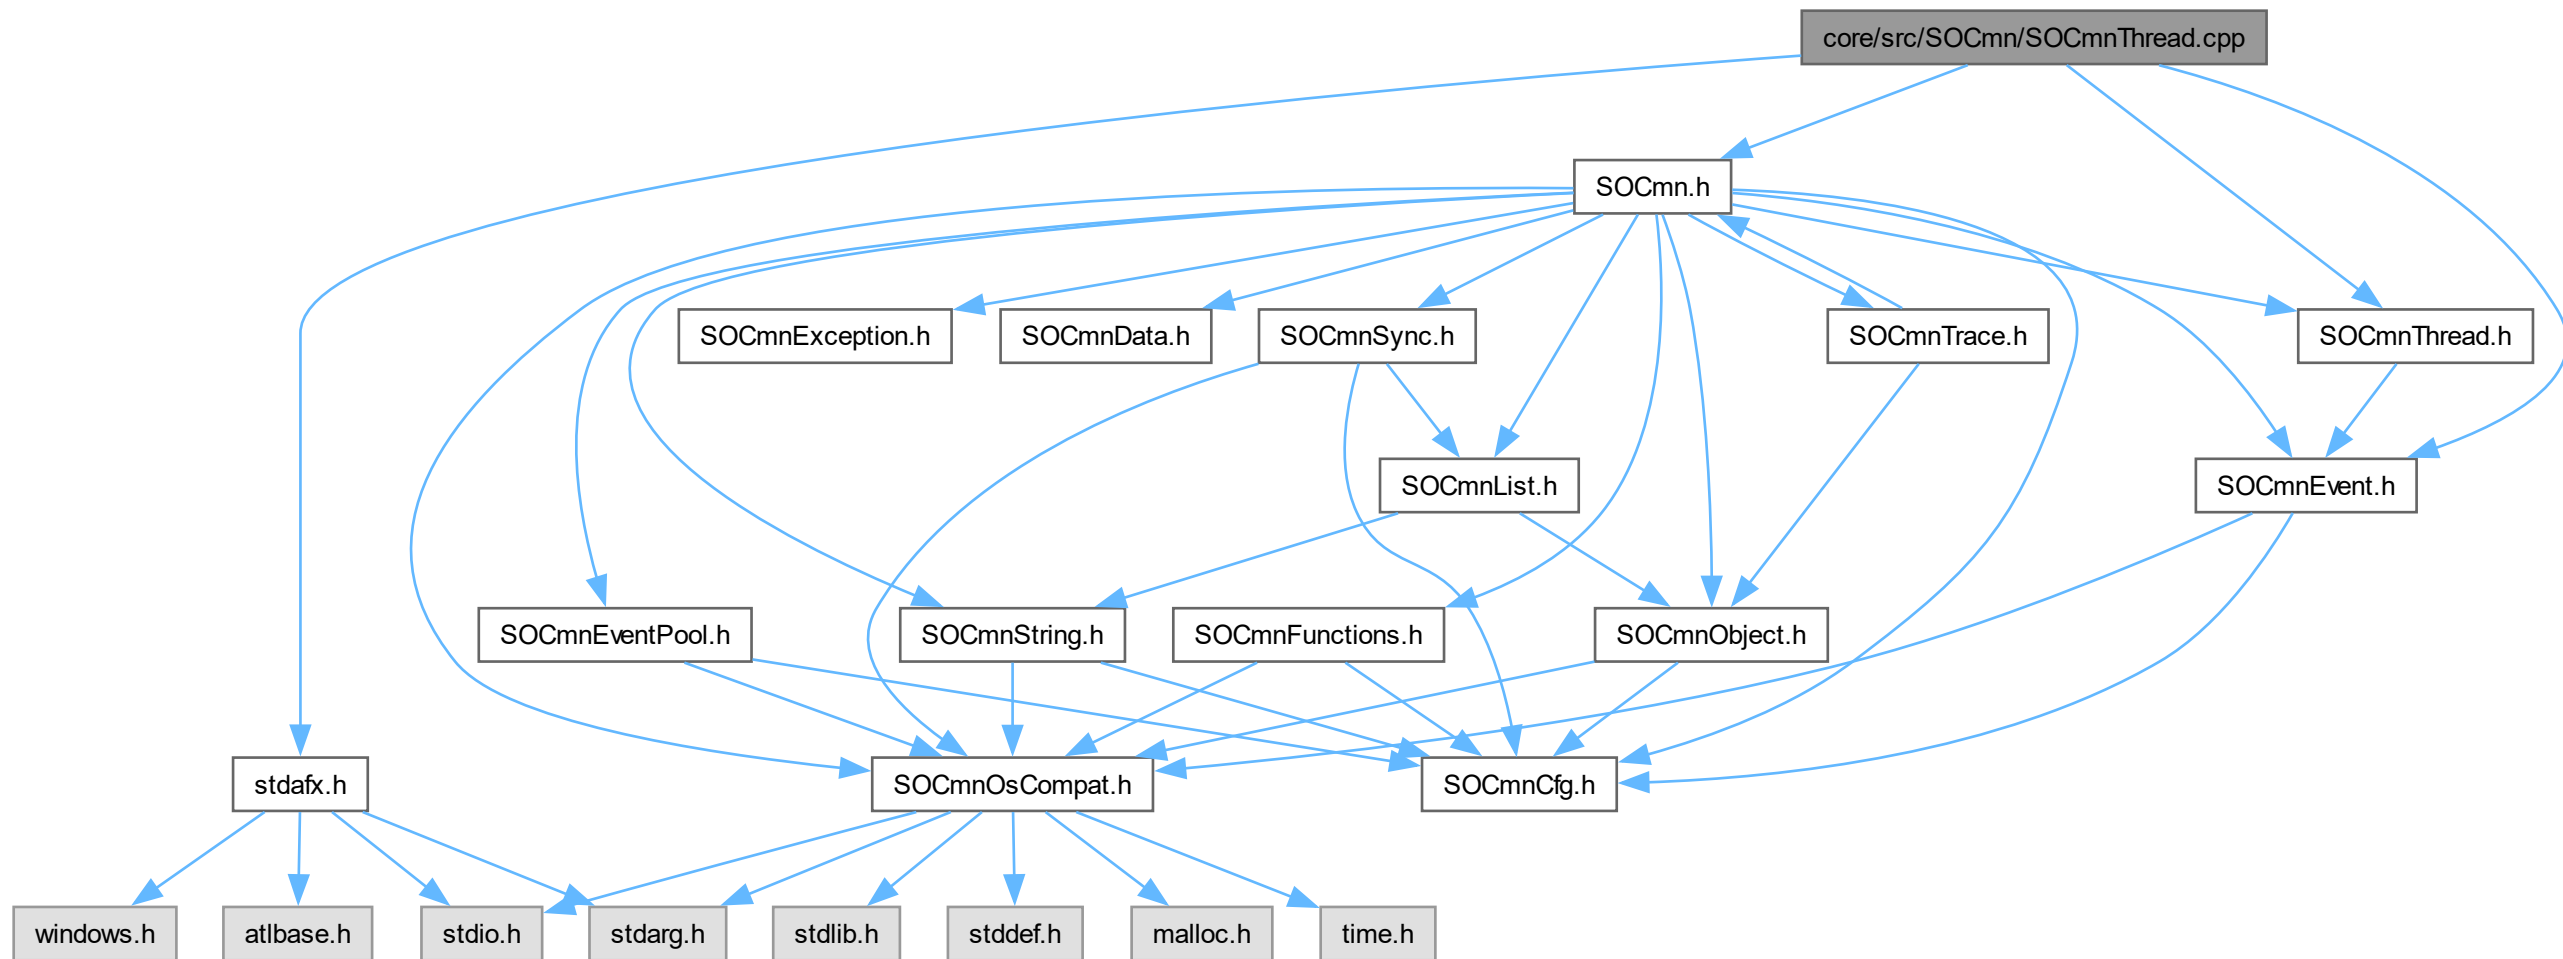 core/src/SOCmn/SOCmnThread.cpp
SOCmn.h
SOCmnException.h
SOCmnData.h
SOCmnSync.h
SOCmnTrace.h
SOCmnThread.h
SOCmnList.h
SOCmnEvent.h
SOCmnEventPool.h
SOCmnString.h
SOCmnFunctions.h
SOCmnObject.h
stdafx.h
SOCmnOsCompat.h
SOCmnCfg.h
windows.h
atlbase.h
stdio.h
stdarg.h
stdlib.h
stddef.h
malloc.h
time.h